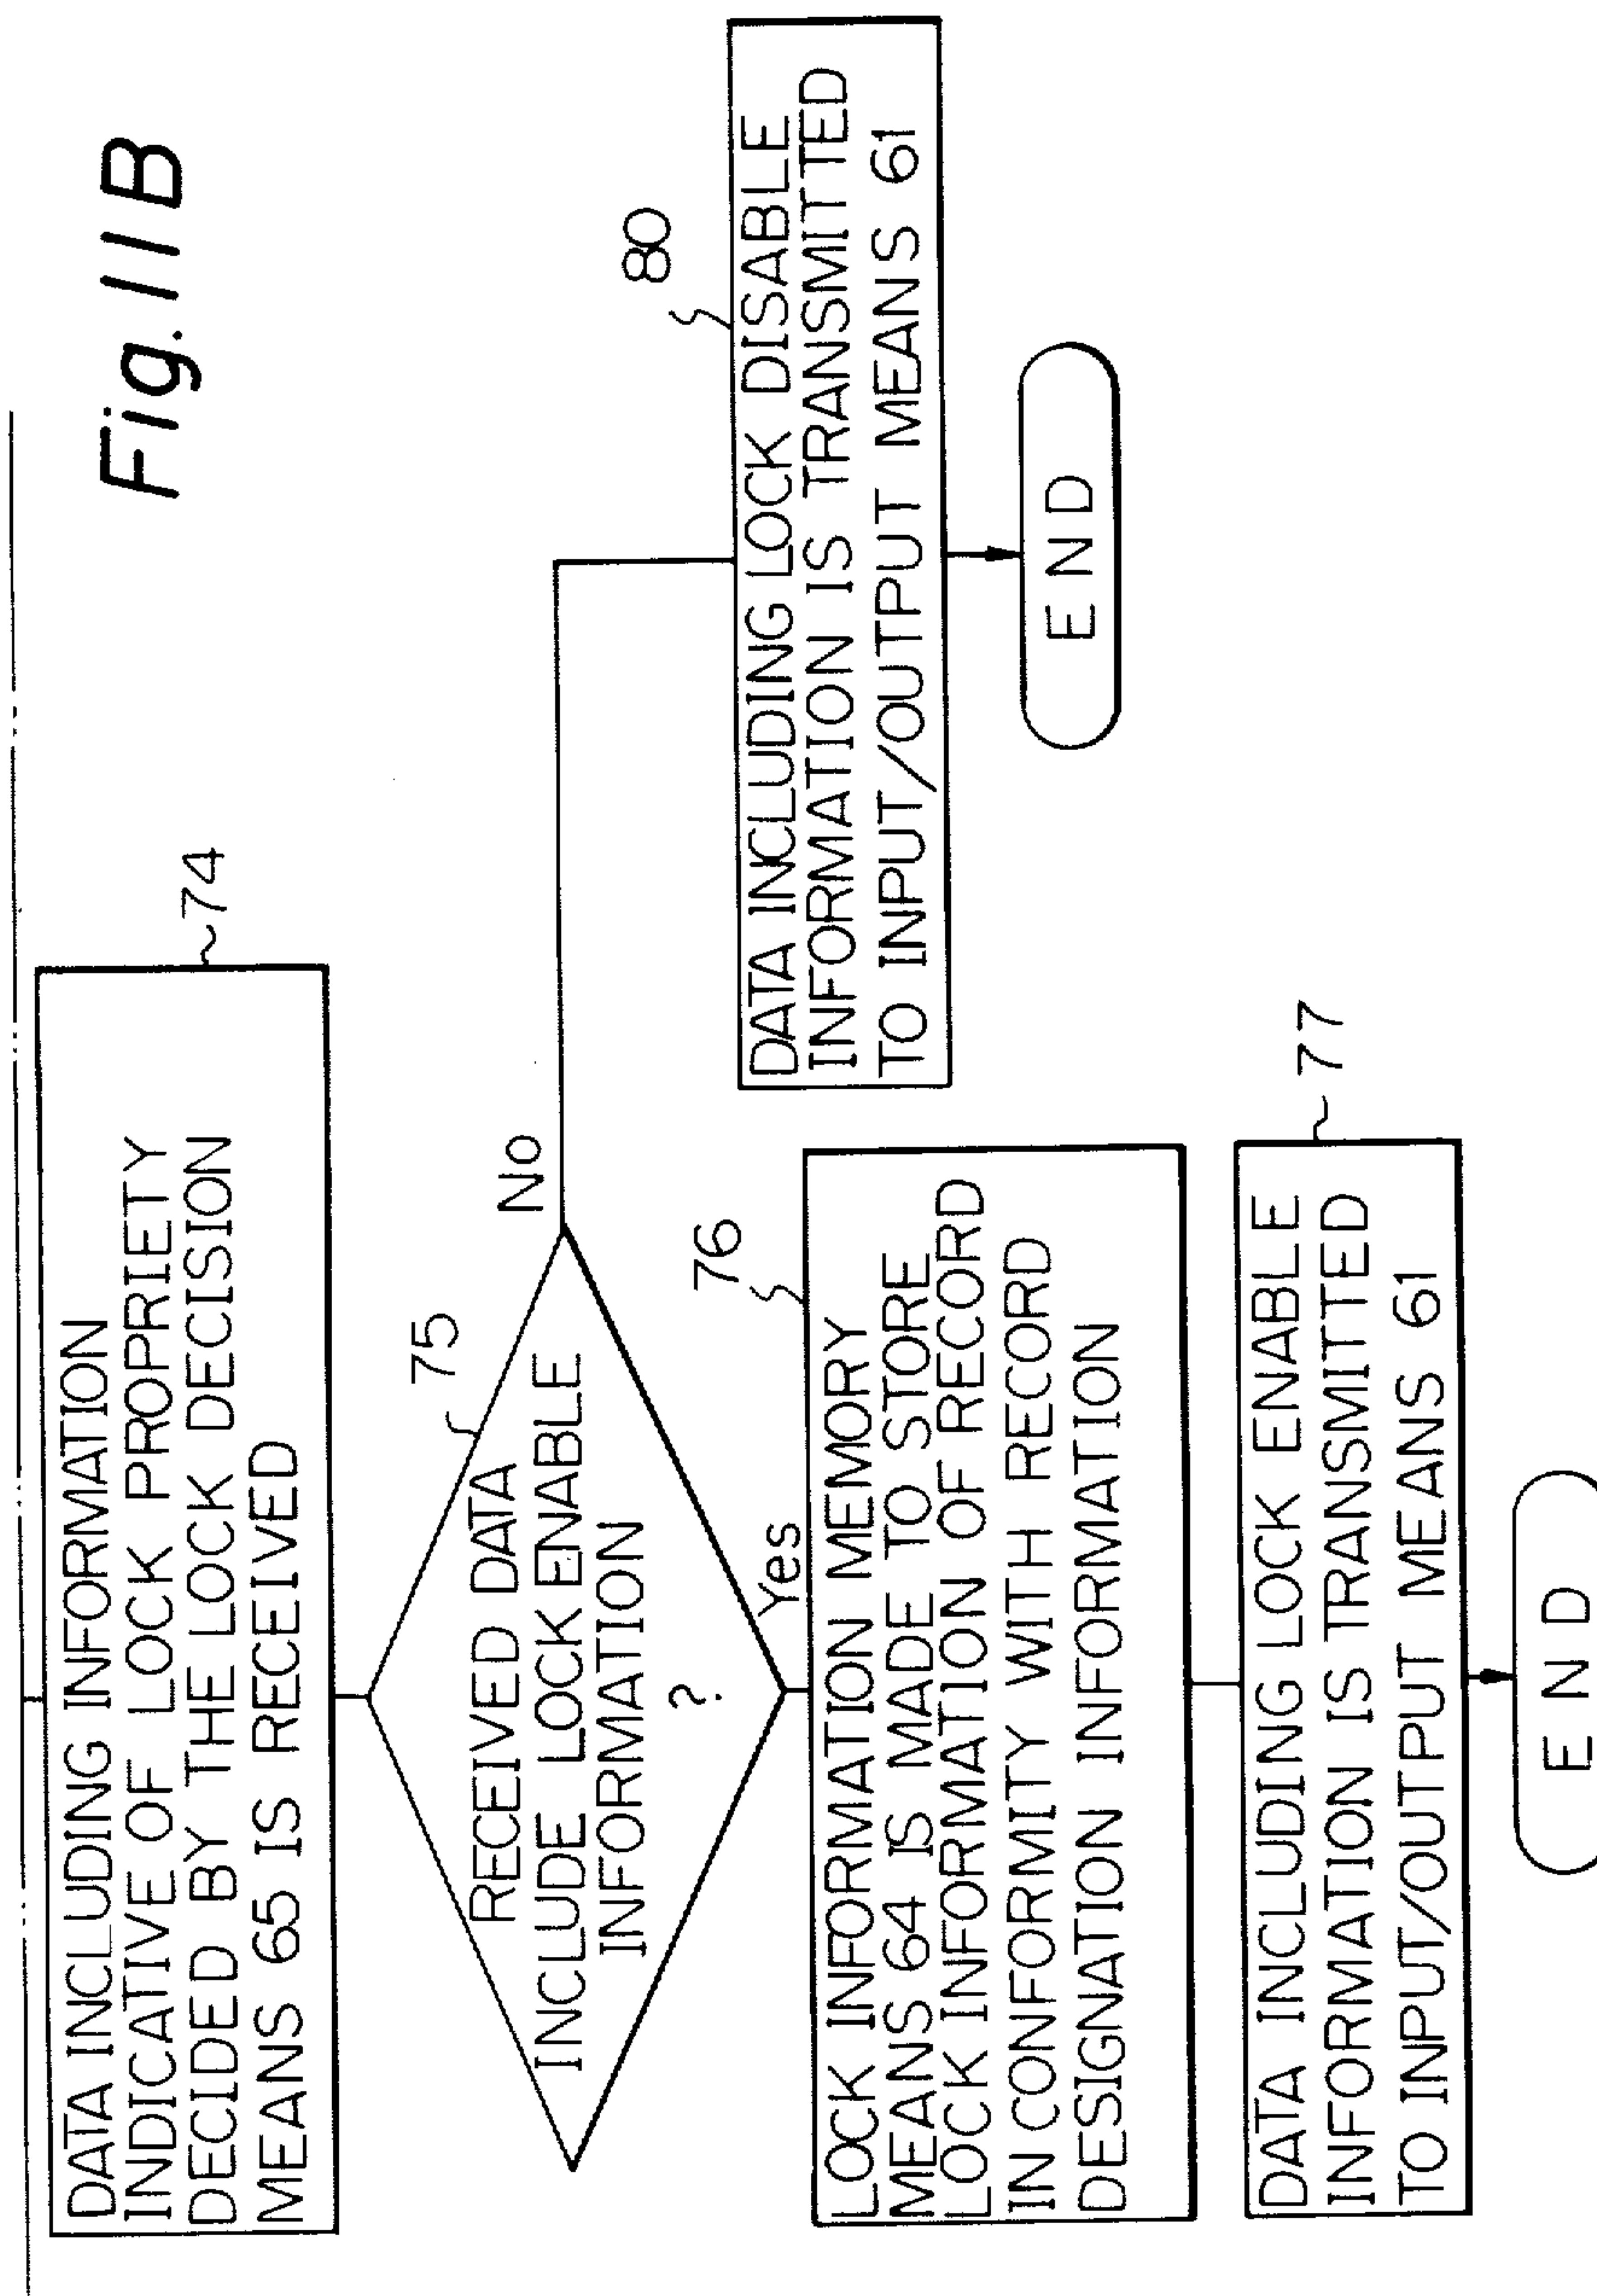 Fig. 11B
DATA INCLUDING INFORMATION
INDICATIVE OF LOCK PROPRIETY
DECIDED BY THE LOCK DECISION
MEANS 65 IS RECEIVED
74
RECEIVED DATA
INCLUDE LOCK ENABLE
INFORMATION
?
75
No
Yes
LOCK INFORMATION MEMORY
MEANS 64 IS MADE TO STORE
LOCK INFORMATION OF RECORD
IN CONFORMITY WITH RECORD
DESIGNATION INFORMATION
76
DATA INCLUDING LOCK DISABLE
INFORMATION IS TRANSMITTED
TO INPUT/OUTPUT MEANS 61
80
END
DATA INCLUDING LOCK ENABLE
INFORMATION IS TRANSMITTED
TO INPUT/OUTPUT MEANS 61
77
END